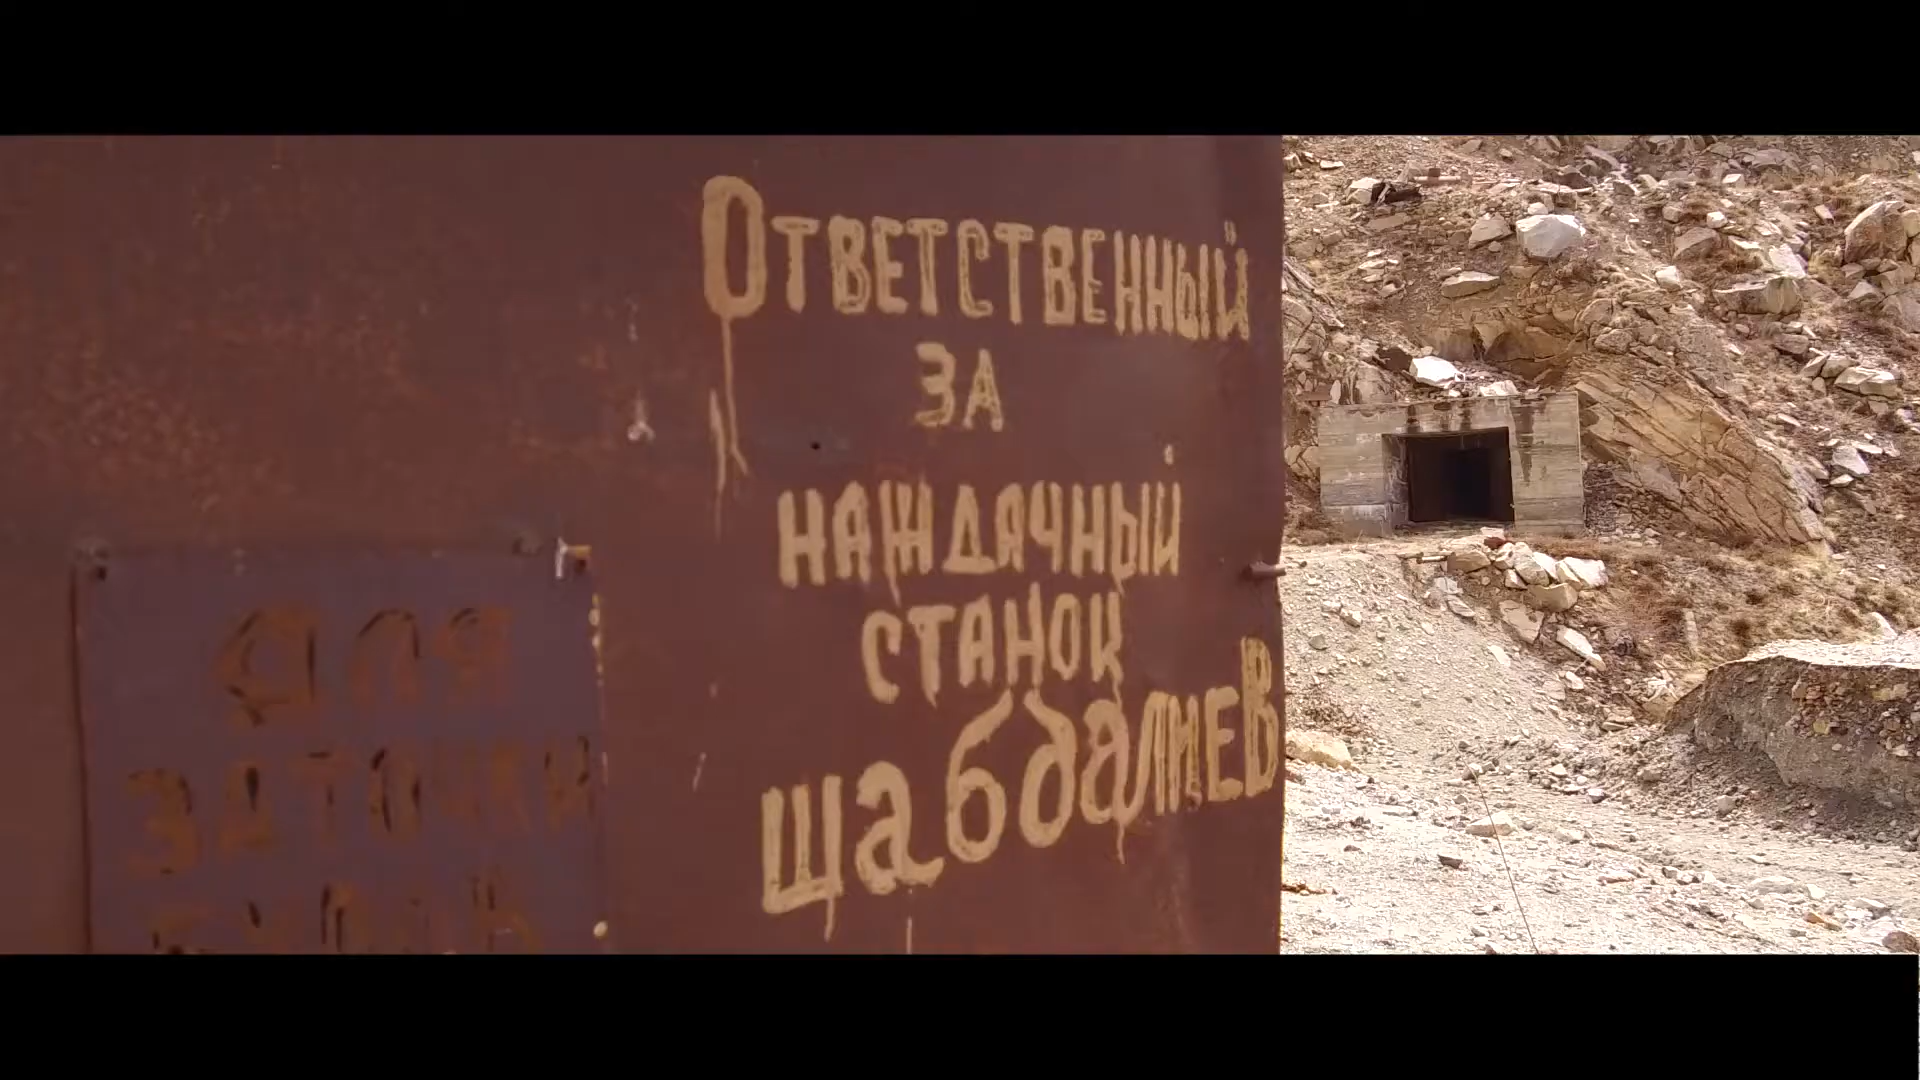 Ответственный
за
наждачный
станок
Шабдалиев
Для
заточки